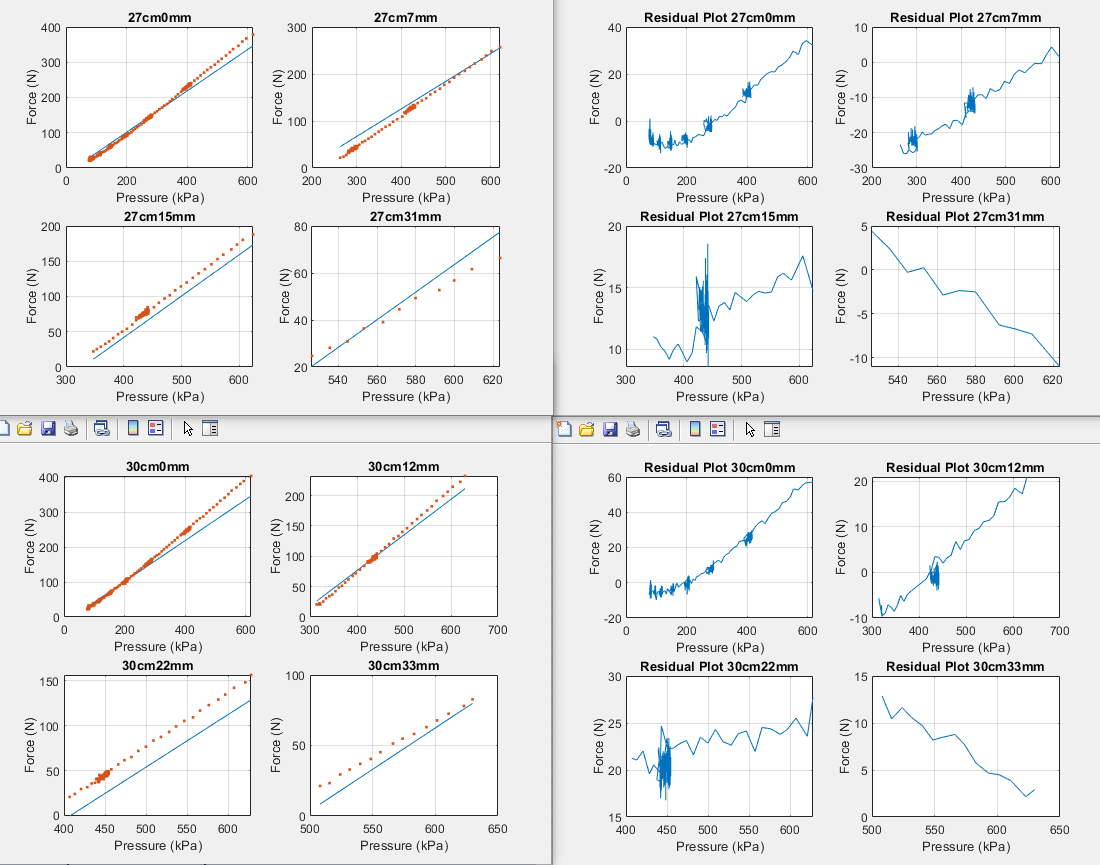 27cm0mm
400
300
200
100
0
0
200
400
600
Force (N)
Pressure (kPa)
27cm7mm
300
200
100
0
200
300
400
500
600
Force (N)
Pressure (kPa)
27cm15mm
200
150
100
50
0
300
400
500
600
Force (N)
Pressure (kPa)
27cm31mm
80
60
40
20
540
560
580
600
620
Force (N)
Pressure (kPa)
Residual Plot 27cm0mm
40
20
0
-20
0
200
400
600
Force (N)
Pressure (kPa)
Residual Plot 27cm7mm
10
0
-10
-20
-30
200
300
400
500
600
Force (N)
Pressure (kPa)
Residual Plot 27cm15mm
20
15
10
300
400
500
600
Force (N)
Pressure (kPa)
Residual Plot 27cm31mm
5
0
-5
-10
540
560
580
600
620
Force (N)
Pressure (kPa)
30cm0mm
400
300
200
100
0
0
200
400
600
Force (N)
Pressure (kPa)
30cm12mm
200
150
100
50
0
300
400
500
600
700
Force (N)
Pressure (kPa)
30cm22mm
150
100
50
0
400
450
500
550
600
Force (N)
Pressure (kPa)
30cm33mm
100
50
0
500
550
600
650
Force (N)
Pressure (kPa)
Residual Plot 30cm0mm
60
40
20
0
-20
0
200
400
600
Force (N)
Pressure (kPa)
Residual Plot 30cm12mm
20
10
0
-10
300
400
500
600
700
Force (N)
Pressure (kPa)
Residual Plot 30cm22mm
30
25
20
15
400
450
500
550
600
Force (N)
Pressure (kPa)
Residual Plot 30cm33mm
15
10
5
0
500
550
600
650
Force (N)
Pressure (kPa)